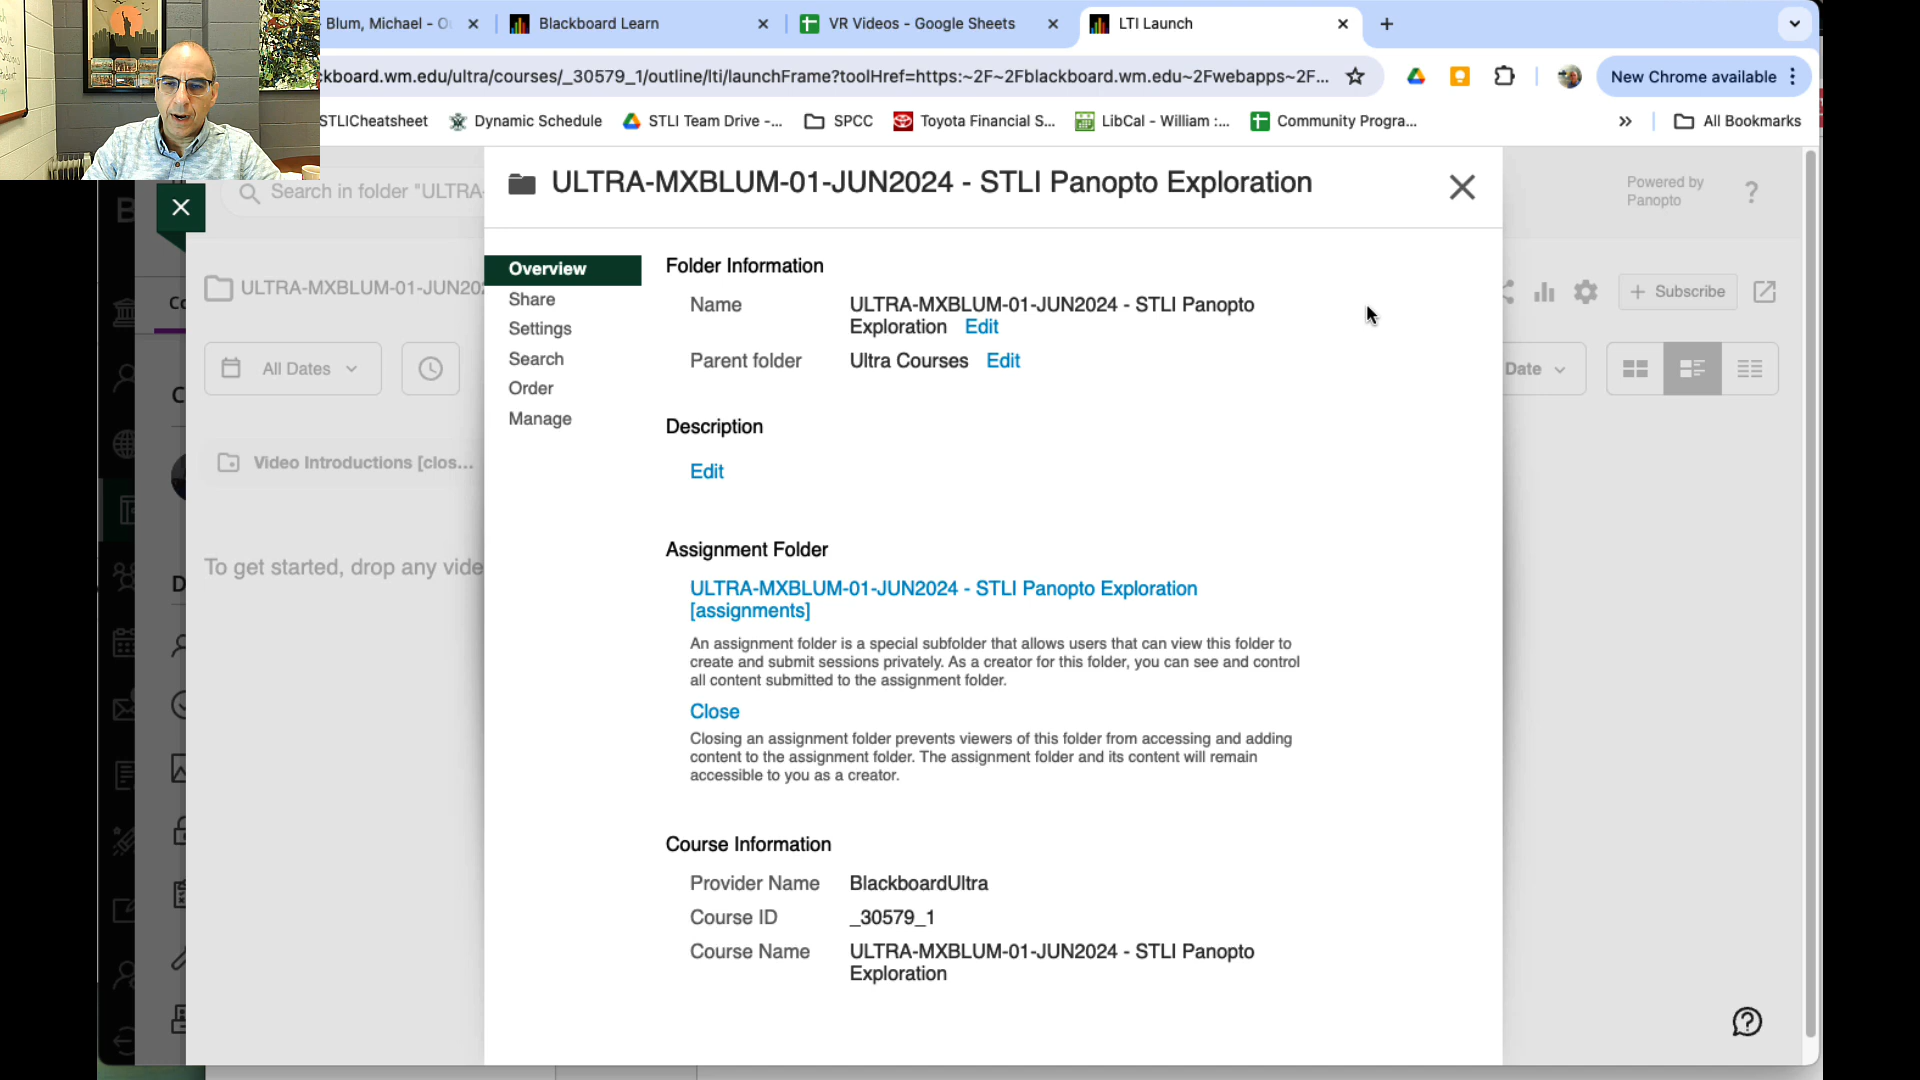 Blum, Michael - Ou
Blackboard Learn
VR Videos - Google Sheets
LTI Launch
kboard.wm.edu/ultra/courses/_30579_1/outline/lti/launchFrame?toolHref=https:~2F~2Fblackboard.wm.edu~2Fwebapps~2F...
New Chrome available
STLICheatsheet
Dynamic Schedule
STLI Team Drive -...
SPCC
Toyota Financial S...
LibCal - William :...
Community Progra...
»
All Bookmarks
Search in folder "ULTRA-
ULTRA-MXBLUM-01-JUN2024 - STLI Panopto Exploration
Powered by
Panopto
?
ULTRA-MXBLUM-01-JUN202
Subscribe
All Dates
Date
Video Introductions [clos...
To get started, drop any vide
Overview
Share
Settings
Search
Order
Manage
Folder Information
Name ULTRA-MXBLUM-01-JUN2024 - STLI Panopto
Exploration Edit
Parent folder Ultra Courses Edit
Description
Edit
Assignment Folder
ULTRA-MXBLUM-01-JUN2024 - STLI Panopto Exploration
[assignments]
An assignment folder is a special subfolder that allows users that can view this folder to
create and submit sessions privately. As a creator for this folder, you can see and control
all content submitted to the assignment folder.
Close
Closing an assignment folder prevents viewers of this folder from accessing and adding
content to the assignment folder. The assignment folder and its content will remain
accessible to you as a creator.
Course Information
Provider Name BlackboardUltra
Course ID _30579_1
Course Name ULTRA-MXBLUM-01-JUN2024 - STLI Panopto
Exploration